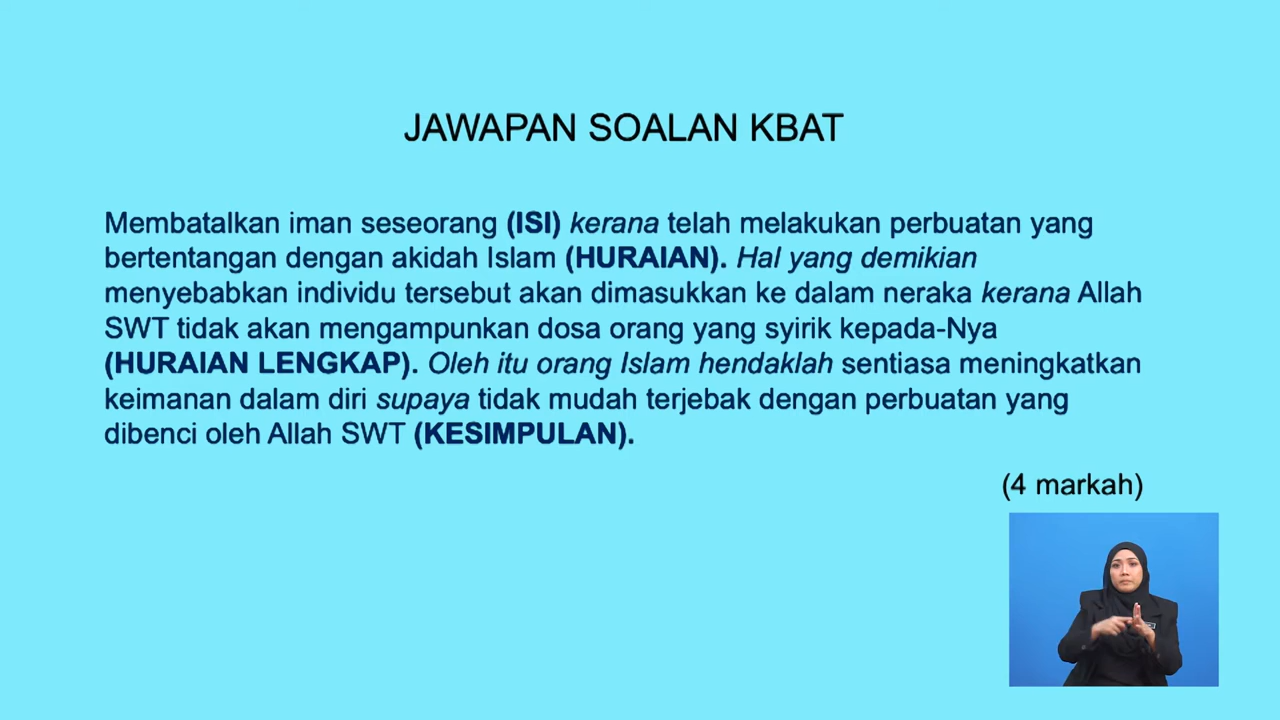 JAWAPAN SOALAN KBAT
Membatalkan iman seseorang (ISI) kerana telah melakukan perbuatan yang
bertentangan dengan akidah Islam (HURAIAN). Hal yang demikian
menyebabkan individu tersebut akan dimasukkan ke dalam neraka kerana Allah
SWT tidak akan mengampunkan dosa orang yang syirik kepada-Nya
(HURAIAN LENGKAP). Oleh itu orang Islam hendaklah sentiasa meningkatkan
keimanan dalam diri supaya tidak mudah terjebak dengan perbuatan yang
dibenci oleh Allah SWT (KESIMPULAN).
(4 markah)